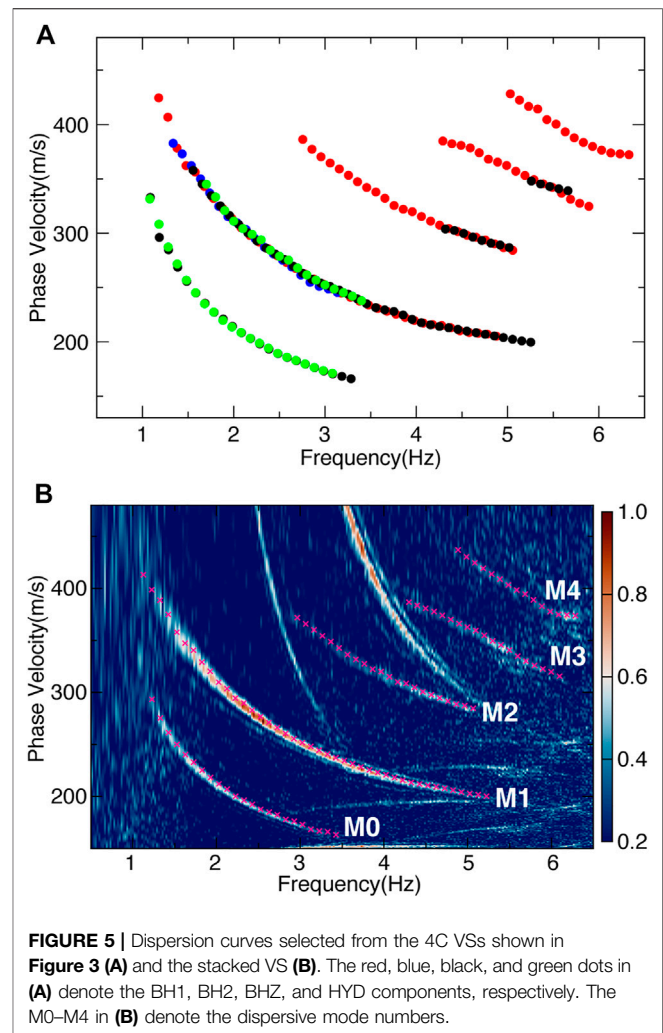 A
400
300
200
Phase Velocity(m/s)
1 2 3 4 5 6
Frequency(Hz)
B
400
300
200
Phase Velocity(m/s)
M4
M3
M2
M1
M0
1.0
0.8
0.6
0.4
0.2
1 2 3 4 5 6
Frequency(Hz)
FIGURE 5 | Dispersion curves selected from the 4C VSs shown in
Figure 3 (A) and the stacked VS (B). The red, blue, black, and green dots in
(A) denote the BH1, BH2, BHZ, and HYD components, respectively. The
M0–M4 in (B) denote the dispersive mode numbers.